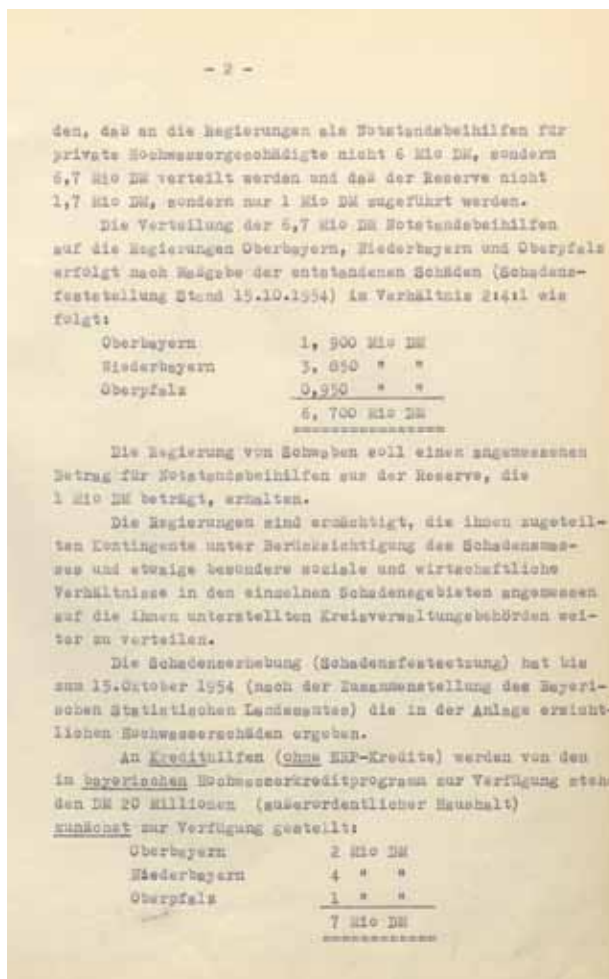 - 2 -
den, daß an die Regierungen als Notstandsbeihilfen für
private Hochwassergeschädigte nicht 6 Mio DM, sondern
6,7 Mio DM verteilt werden und daß der Reserve nicht
1,7 Mio DM, sondern nur 1 Mio DM zugeführt werden.
Die Verteilung der 6,7 Mio DM Notstandsbeihilfen
auf die Regierungen Oberbayern, Niederbayern und Oberpfalz
erfolgt nach Maßgabe der entstandenen Schäden (Schadens-
feststellung Stand 15.10.1954) im Verhältnis 2:4:1 wie
folgt:
Oberbayern 1, 900 Mio DM
Niederbayern 3, 850 " "
Oberpfalz 0,950 " "
6, 700 Mio DM
================
Die Regierung von Schwaben soll einen angemessenen
Betrag für Notstandsbeihilfen aus der Reserve, die
1 Mio DM beträgt, erhalten.
Die Regierungen sind ermächtigt, die ihnen zugeteil-
ten Kontingente unter Berücksichtigung des Schadensmas-
ses und etwaige besondere soziale und wirtschaftliche
Verhältnisse in den einzelnen Schadensgebieten angemessen
auf die ihnen unterstellten Kreisverwaltungsbehörden wei-
ter zu verteilen.
Die Schadenserhebung (Schadensfestsetzung) hat bis
zum 15.Oktober 1954 (nach der Zusammenstellung des Bayeri-
schen Statistischen Landesamtes) die in der Anlage ersicht-
lichen Hochwasserschäden ergeben.
An Kredithilfen (ohne ERP-Kredite) werden von den
im bayerischen Hochwasserkreditprogramm zur Verfügung steh
den DM 20 Millionen (außerordentlicher Haushalt)
zunächst zur Verfügung gestellt:
Oberbayern 2 Mio DM
Niederbayern 4 " "
Oberpfalz 1 " "
7 Mio DM
=============